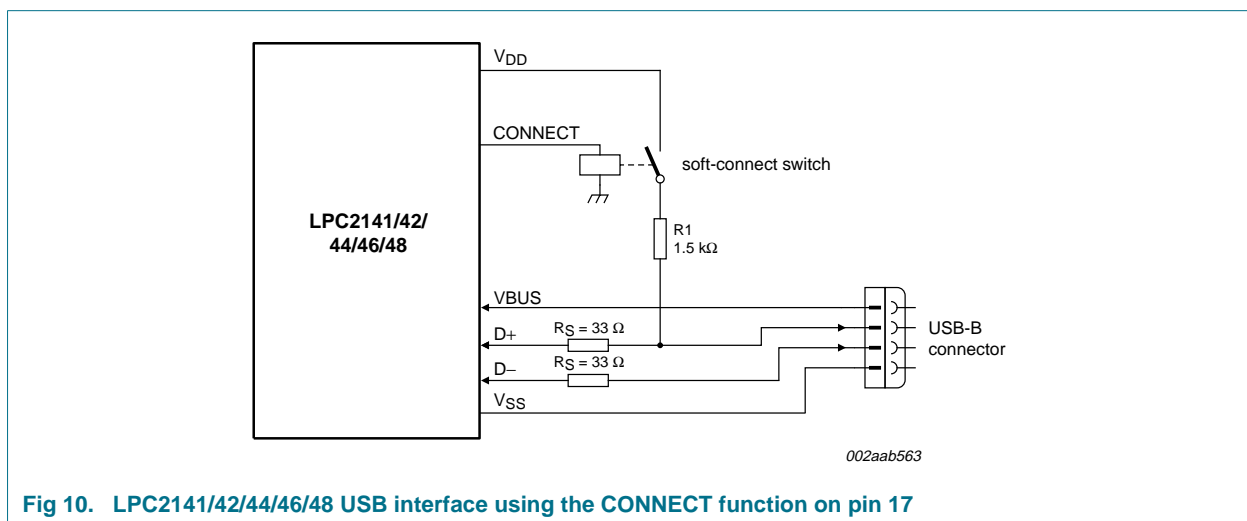 VDD
CONNECT
soft-connect switch
LPC2141/42/
44/46/48
R1
1.5 kΩ
VBUS
D+
RS = 33 Ω
USB-B
connector
D−
RS = 33 Ω
VSS
002aab563
Fig 10. LPC2141/42/44/46/48 USB interface using the CONNECT function on pin 17